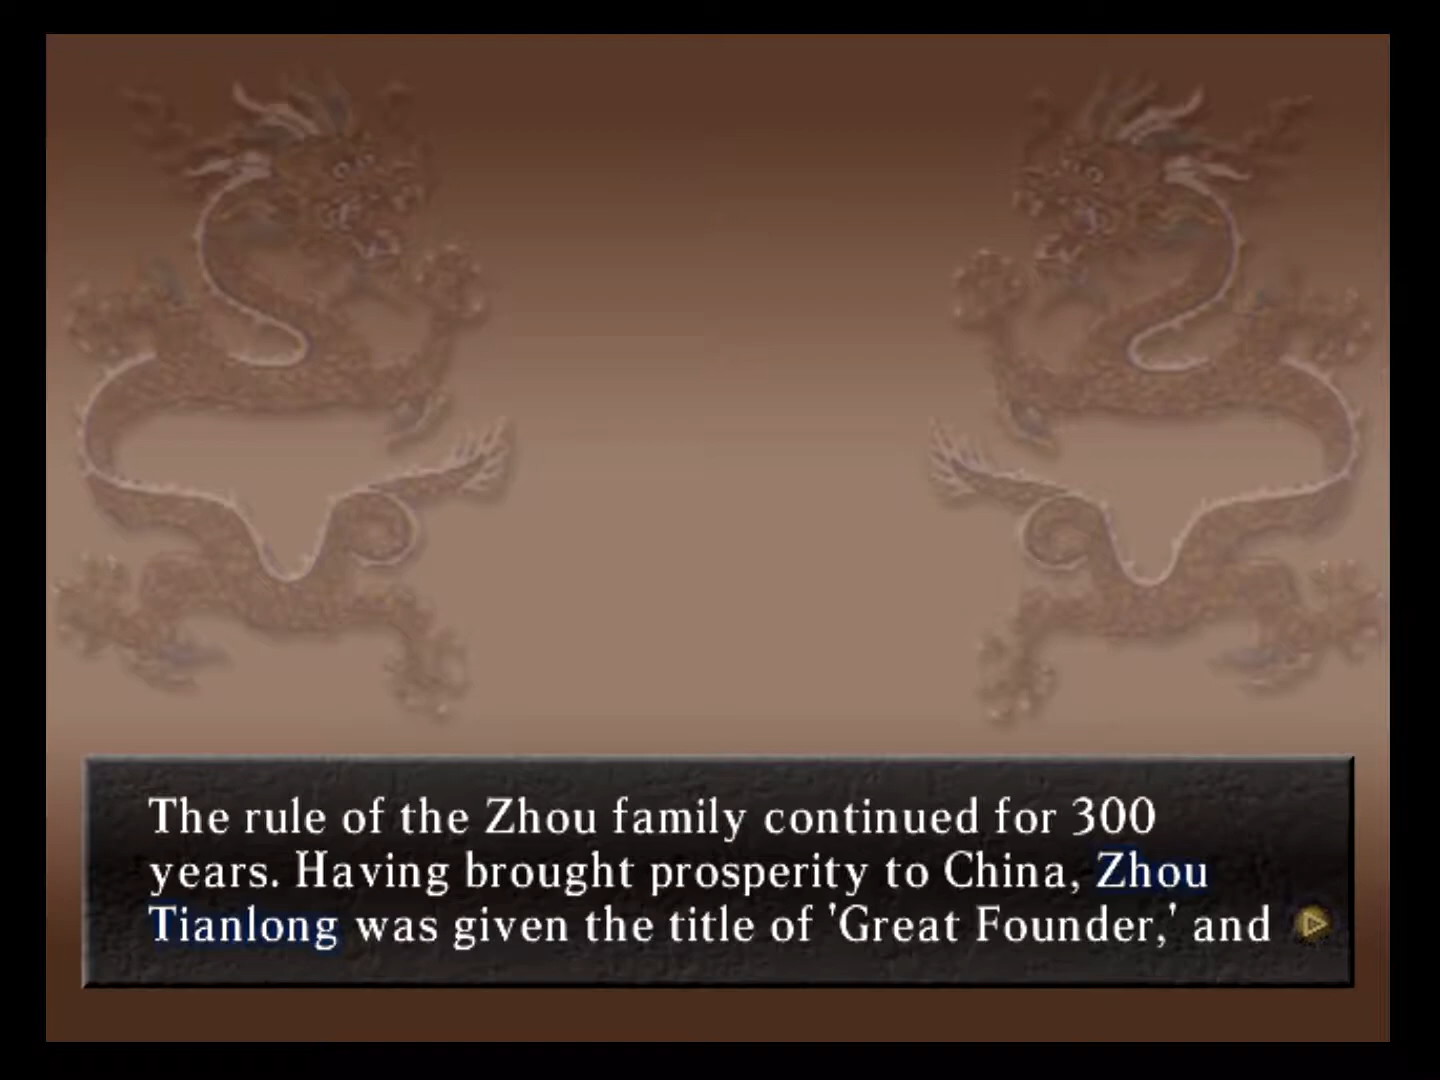 The rule of the Zhou family continued for 300
years. Having brought prosperity to China, Zhou
Tianlong was given the title of 'Great Founder,' and